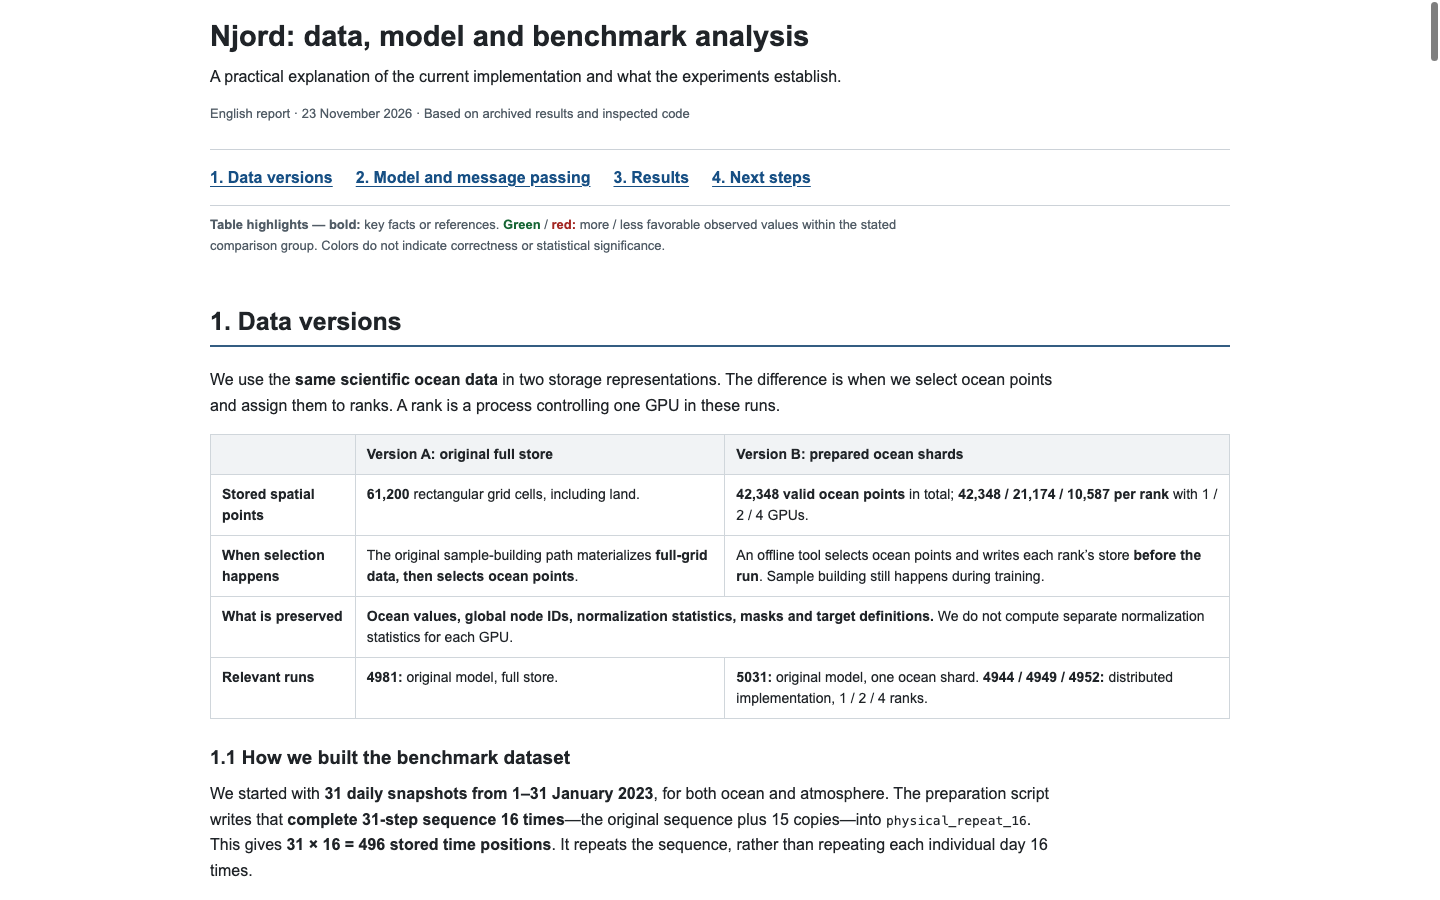 Njord: data, model and benchmark analysis
A practical explanation of the current implementation and what the experiments establish.
English report · 23 November 2026 · Based on archived results and inspected code
1. Data versions 2. Model and message passing 3. Results 4. Next steps
Table highlights — bold: key facts or references. Green / red: more / less favorable observed values within the stated
comparison group. Colors do not indicate correctness or statistical significance.
1. Data versions
We use the same scientific ocean data in two storage representations. The difference is when we select ocean points
and assign them to ranks. A rank is a process controlling one GPU in these runs.
Version A: original full store
Version B: prepared ocean shards
Stored spatial
points
61,200 rectangular grid cells, including land.
42,348 valid ocean points in total; 42,348 / 21,174 / 10,587 per rank with 1 /
2 / 4 GPUs.
When selection
happens
The original sample-building path materializes full-grid
data, then selects ocean points.
An offline tool selects ocean points and writes each rank’s store before the
run. Sample building still happens during training.
What is preserved
Ocean values, global node IDs, normalization statistics, masks and target definitions. We do not compute separate normalization
statistics for each GPU.
Relevant runs
4981: original model, full store.
5031: original model, one ocean shard. 4944 / 4949 / 4952: distributed
implementation, 1 / 2 / 4 ranks.
1.1 How we built the benchmark dataset
We started with 31 daily snapshots from 1–31 January 2023, for both ocean and atmosphere. The preparation script
writes that complete 31-step sequence 16 times—the original sequence plus 15 copies—into physical_repeat_16.
This gives 31 × 16 = 496 stored time positions. It repeats the sequence, rather than repeating each individual day 16
times.